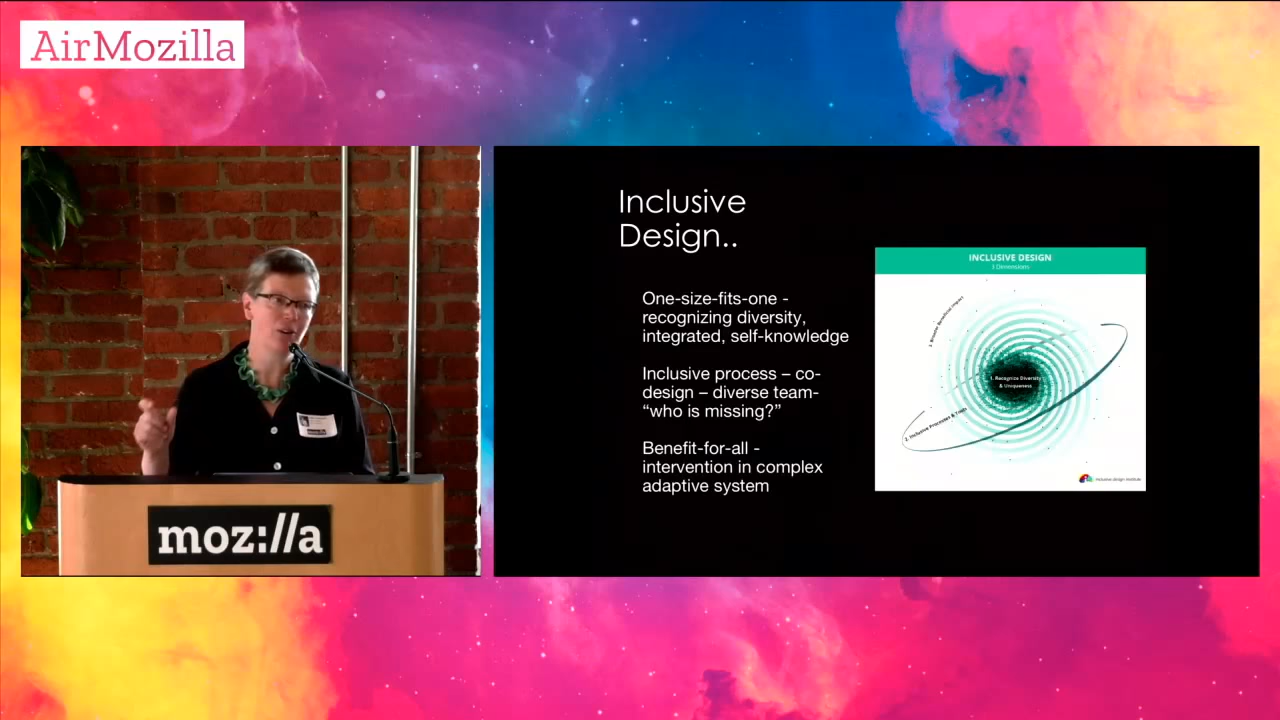 AirMozilla
moz://a
Inclusive
Design..
One-size-fits-one -
recognizing diversity,
integrated, self-knowledge
Inclusive process – co-
design – diverse team-
“who is missing?”
Benefit-for-all -
intervention in complex
adaptive system
INCLUSIVE DESIGN
3 Dimensions
3. Broader Beneficial Impact
1. Recognize Diversity
& Uniqueness
2. Inclusive Processes & Tools
inclusive design institute